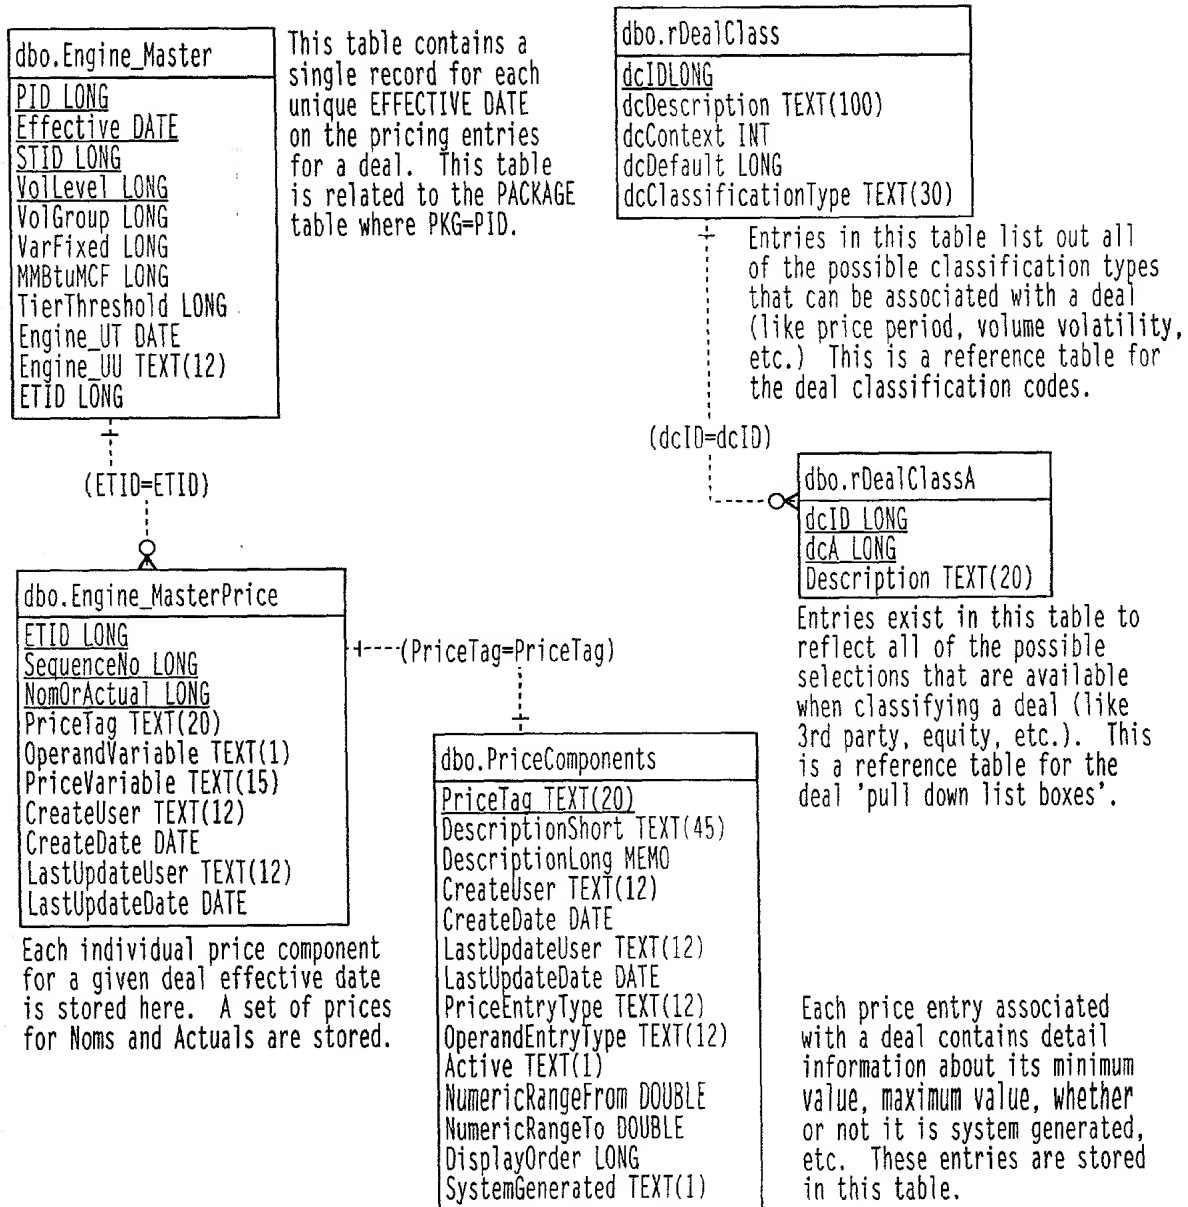 dbo.Engine_Master
PID LONG
Effective DATE
STID LONG
VolLevel LONG
VolGroup LONG
VarFixed LONG
MMBtuMCF LONG
TierThreshold LONG
Engine_UT DATE
Engine_UU TEXT(12)
ETID LONG
This table contains a
single record for each
unique EFFECTIVE DATE
on the pricing entries
for a deal. This table
is related to the PACKAGE
table where PKG=PID.
dbo.rDealClass
dcIDLONG
dcDescription TEXT(100)
dcContext INT
dcDefault LONG
dcClassificationType TEXT(30)
Entries in this table list out all
of the possible classification types
that can be associated with a deal
(like price period, volume volatility,
etc.) This is a reference table for
the deal classification codes.
(dcID=dcID)
(ETID=ETID)
dbo.rDealClassA
dcID LONG
dcA LONG
Description TEXT(20)
Entries exist in this table to
reflect all of the possible
selections that are available
when classifying a deal (like
3rd party, equity, etc.). This
is a reference table for the
deal 'pull down list boxes'.
dbo.Engine_MasterPrice
ETID LONG
SequenceNo LONG
NomOrActual LONG
PriceTag TEXT(20)
OperandVariable TEXT(1)
PriceVariable TEXT(15)
CreateUser TEXT(12)
CreateDate DATE
LastUpdateUser TEXT(12)
LastUpdateDate DATE
(PriceTag=PriceTag)
Each individual price component
for a given deal effective date
is stored here. A set of prices
for Noms and Actuals are stored.
dbo.PriceComponents
PriceTag TEXT(20)
DescriptionShort TEXT(45)
DescriptionLong MEMO
CreateUser TEXT(12)
CreateDate DATE
LastUpdateUser TEXT(12)
LastUpdateDate DATE
PriceEntryType TEXT(12)
OperandEntryType TEXT(12)
Active TEXT(1)
NumericRangeFrom DOUBLE
NumericRangeTo DOUBLE
DisplayOrder LONG
SystemGenerated TEXT(1)
Each price entry associated
with a deal contains detail
information about its minimum
value, maximum value, whether
or not it is system generated,
etc. These entries are stored
in this table.